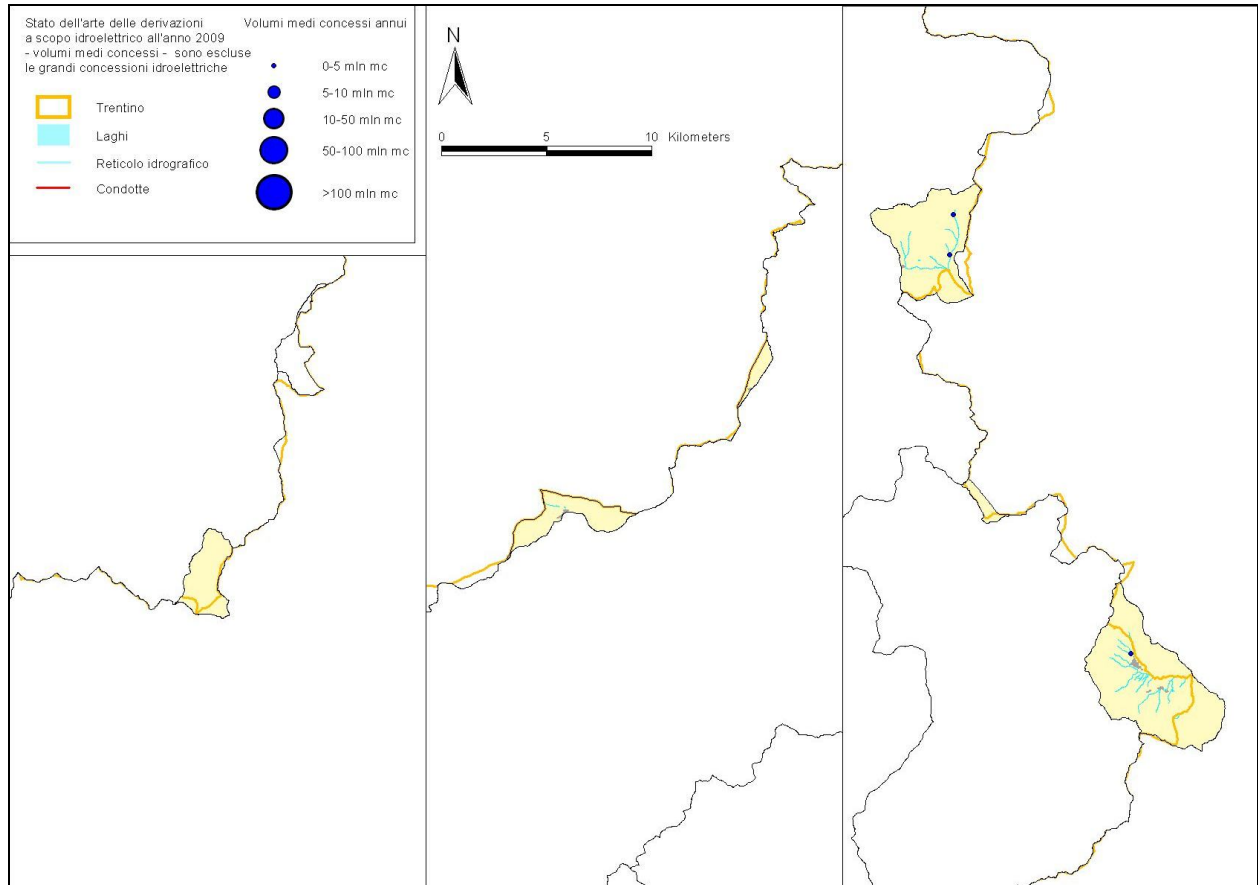 Stato dell'arte delle derivazioni
a scopo idroelettrico all'anno 2009
- volumi medi concessi - sono escluse
le grandi concessioni idroelettriche
Trentino
Laghi
Reticolo idrografico
Condotte
Volumi medi concessi annui
0-5 mln mc
5-10 mln mc
10-50 mln mc
50-100 mln mc
>100 mln mc
N
0 5 10 Kilometers